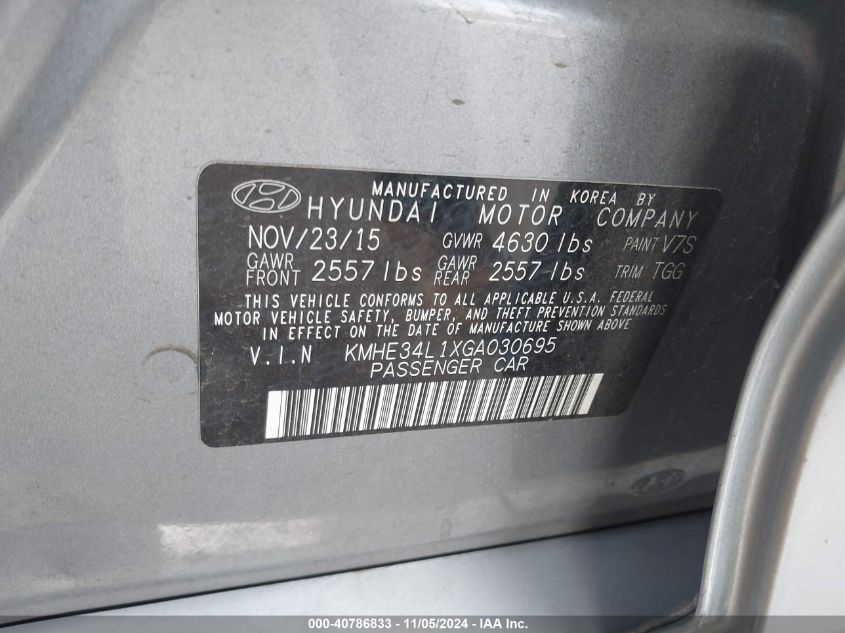 MANUFACTURED IN KOREA BY
HYUNDAI MOTOR COMPANY
NOV/23/15 GVWR 4630 lbs PAINT V7S
GAWR FRONT 2557 lbs GAWR REAR 2557 lbs TRIM TGG
THIS VEHICLE CONFORMS TO ALL APPLICABLE U.S.A. FEDERAL
MOTOR VEHICLE SAFETY, BUMPER, AND THEFT PREVENTION STANDARDS
IN EFFECT ON THE DATE OF MANUFACTURE SHOWN ABOVE
V.I.N KMHE34L1XGA030695
PASSENGER CAR
000-40786833 - 11/05/2024 - IAA Inc.